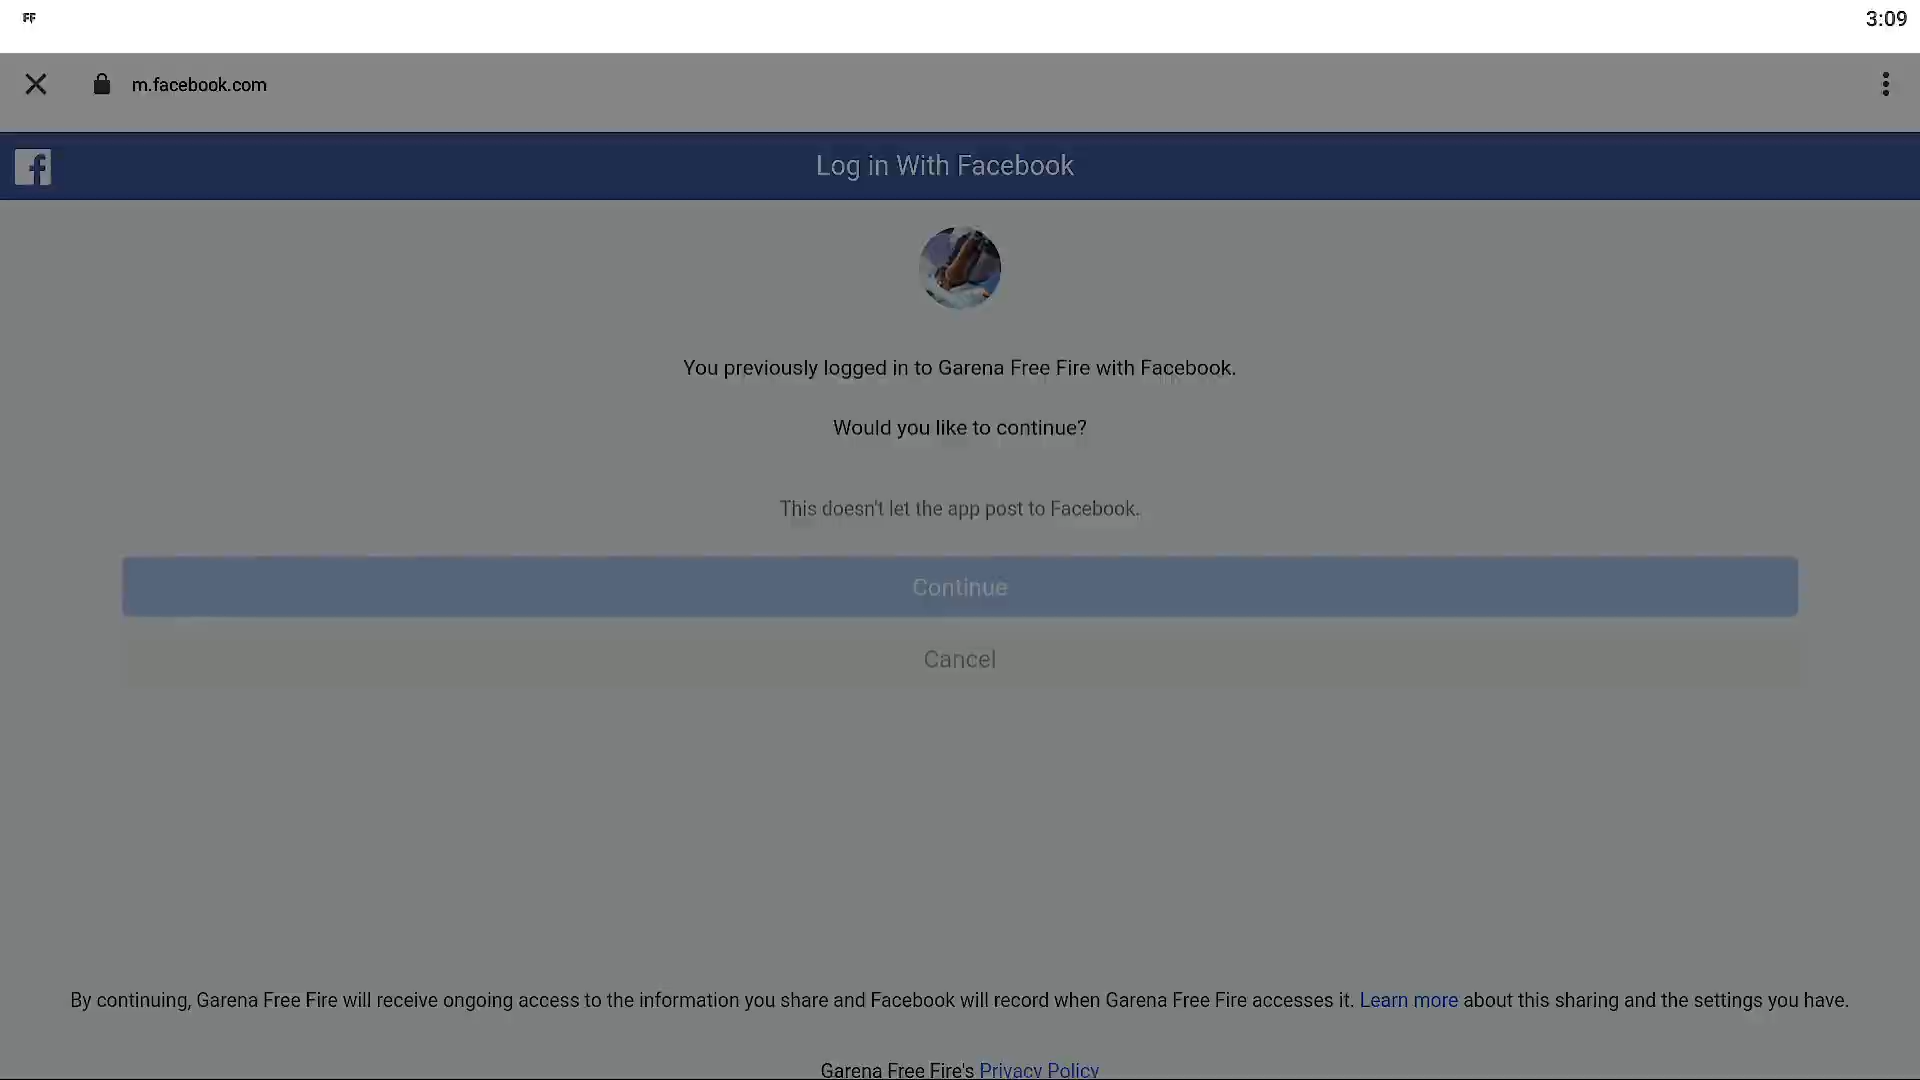 FF
3:09
m.facebook.com
Log in With Facebook
You previously logged in to Garena Free Fire with Facebook.
Would you like to continue?
This doesn't let the app post to Facebook.
Continue
Cancel
By continuing, Garena Free Fire will receive ongoing access to the information you share and Facebook will record when Garena Free Fire accesses it. Learn more about this sharing and the settings you have.
Garena Free Fire's Privacy Policy